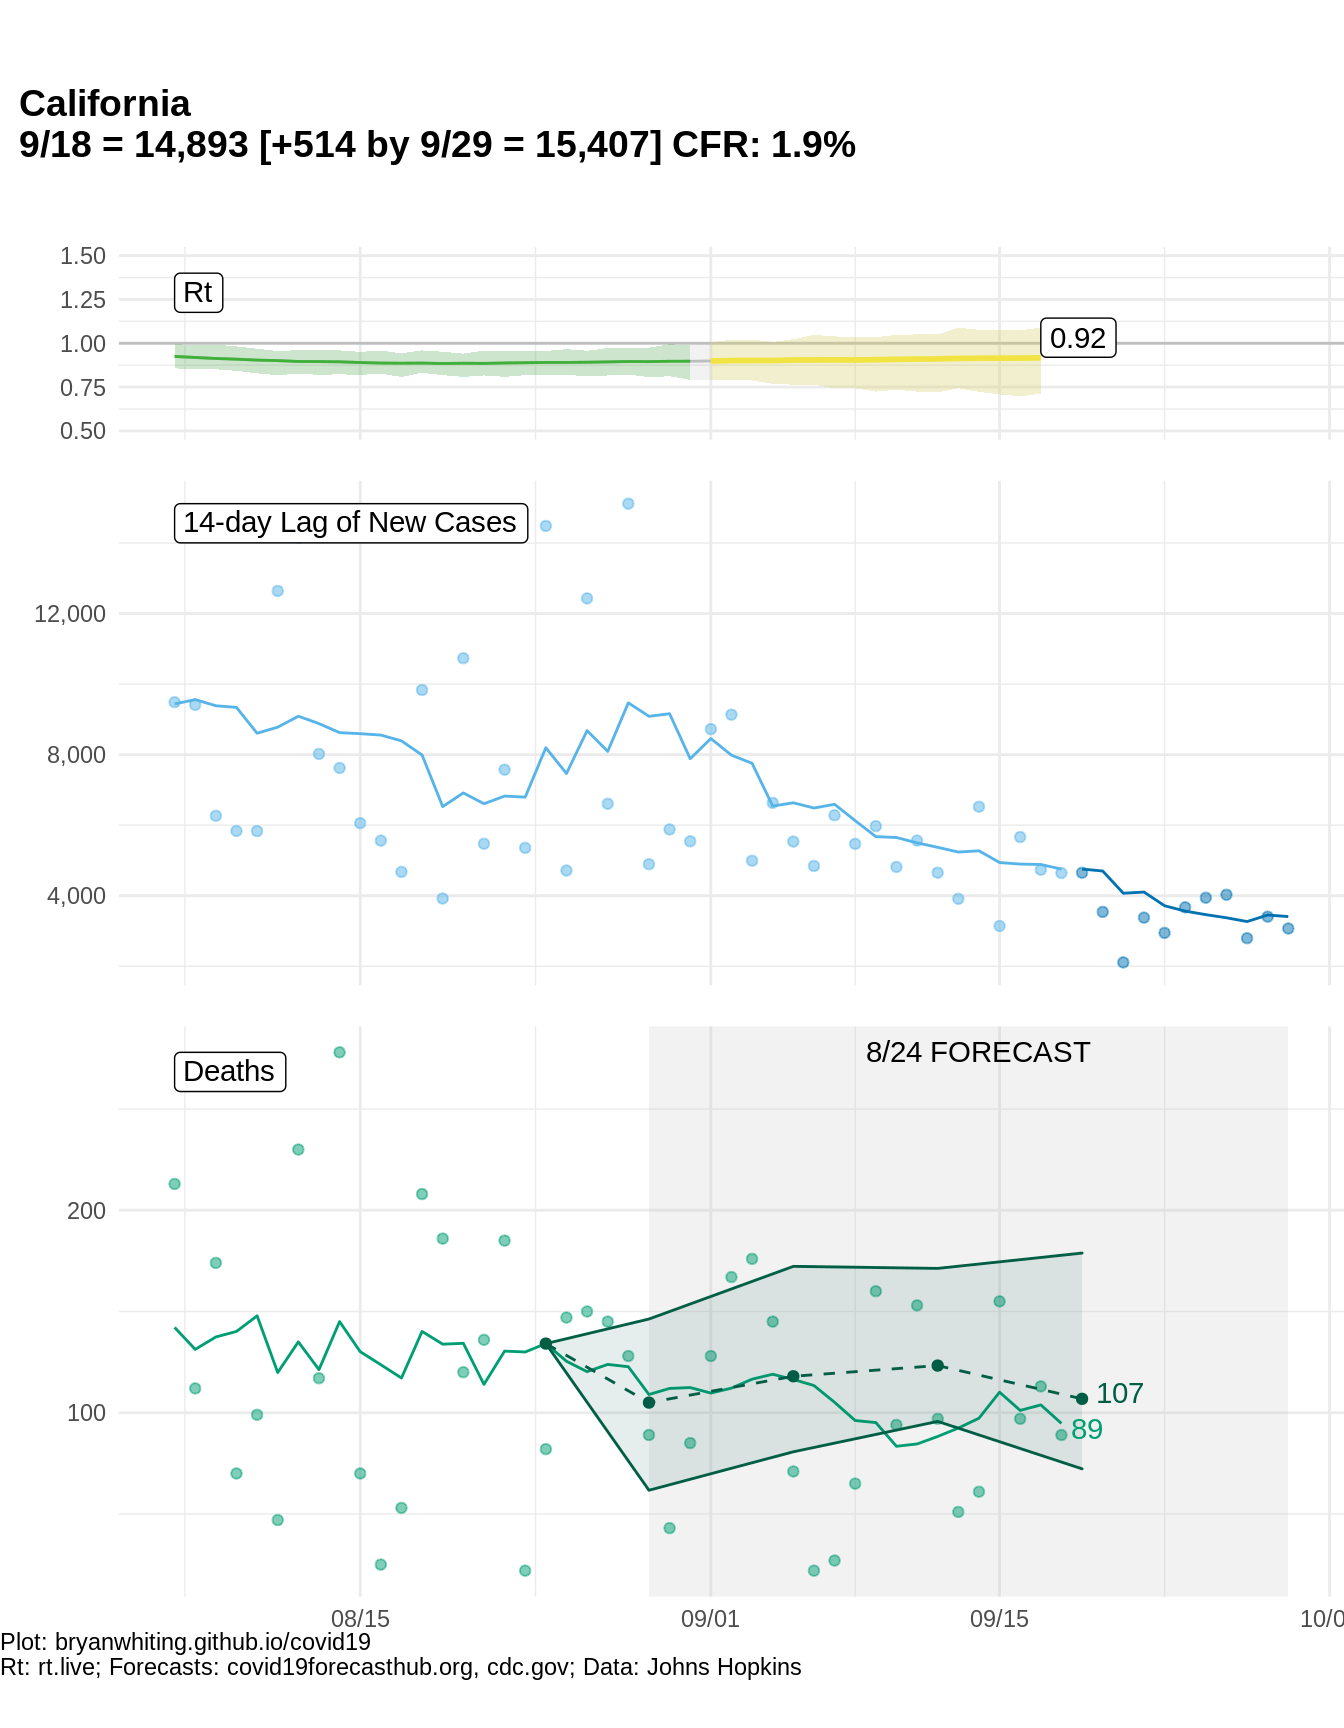 California
9/18 = 14,893 [+514 by 9/29 = 15,407] CFR: 1.9%
1.50
1.25
1.00
0.75
0.50
Rt
0.92
14-day Lag of New Cases
12,000
8,000
4,000
Deaths
8/24 FORECAST
200
100
107
89
08/15
09/01
09/15
10/0
Plot: bryanwhiting.github.io/covid19
Rt: rt.live; Forecasts: covid19forecasthub.org, cdc.gov; Data: Johns Hopkins